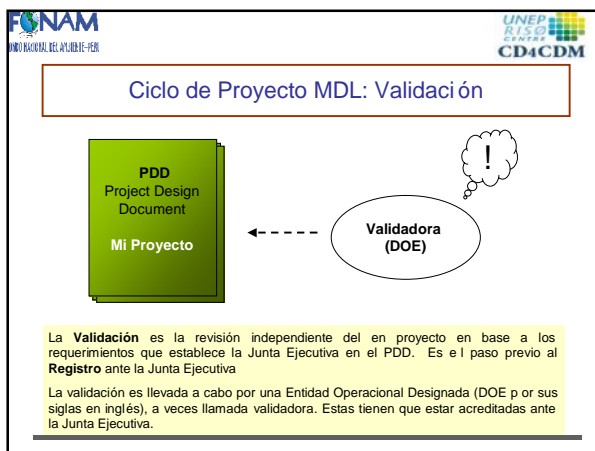 FONAM
FONDO NACIONAL DEL AMBIENTE-PERU
UNEP
RISØ
CENTRE
CD4CDM
Ciclo de Proyecto MDL: Validación
PDD
Project Design
Document
Mi Proyecto
!
Validadora
(DOE)
La Validación es la revisión independiente del en proyecto en base a los
requerimientos que establece la Junta Ejecutiva en el PDD. Es e l paso previo al
Registro ante la Junta Ejecutiva
La validación es llevada a cabo por una Entidad Operacional Designada (DOE p or sus
siglas en inglés), a veces llamada validadora. Estas tienen que estar acreditadas ante
la Junta Ejecutiva.